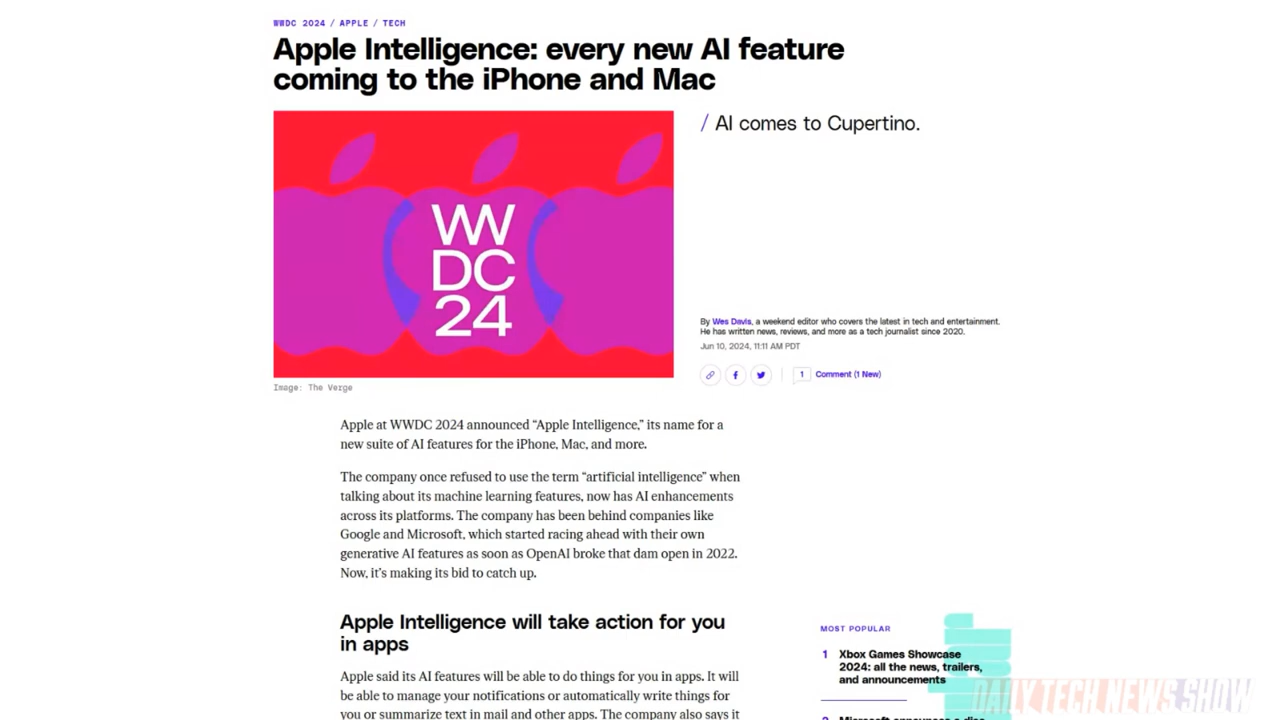 WWDC 2024 / APPLE / TECH
Apple Intelligence: every new AI feature
coming to the iPhone and Mac
/ AI comes to Cupertino.
WW
DC
24
By Wes Davis, a weekend editor who covers the latest in tech and entertainment.
He has written news, reviews, and more as a tech journalist since 2020.
Jun 10, 2024, 11:11 AM PDT
1 Comment (1 New)
Image: The Verge
Apple at WWDC 2024 announced “Apple Intelligence,” its name for a
new suite of AI features for the iPhone, Mac, and more.
The company once refused to use the term “artificial intelligence” when
talking about its machine learning features, now has AI enhancements
across its platforms. The company has been behind companies like
Google and Microsoft, which started racing ahead with their own
generative AI features as soon as OpenAI broke that dam open in 2022.
Now, it’s making its bid to catch up.
Apple Intelligence will take action for you
in apps
Apple said its AI features will be able to do things for you in apps. It will
be able to manage your notifications or automatically write things for
you or summarize text in mail and other apps. The company also says it
MOST POPULAR
1 Xbox Games Showcase
2024: all the news, trailers,
and announcements
2 Microsoft announces a disc
DAILY TECH NEWS SHOW